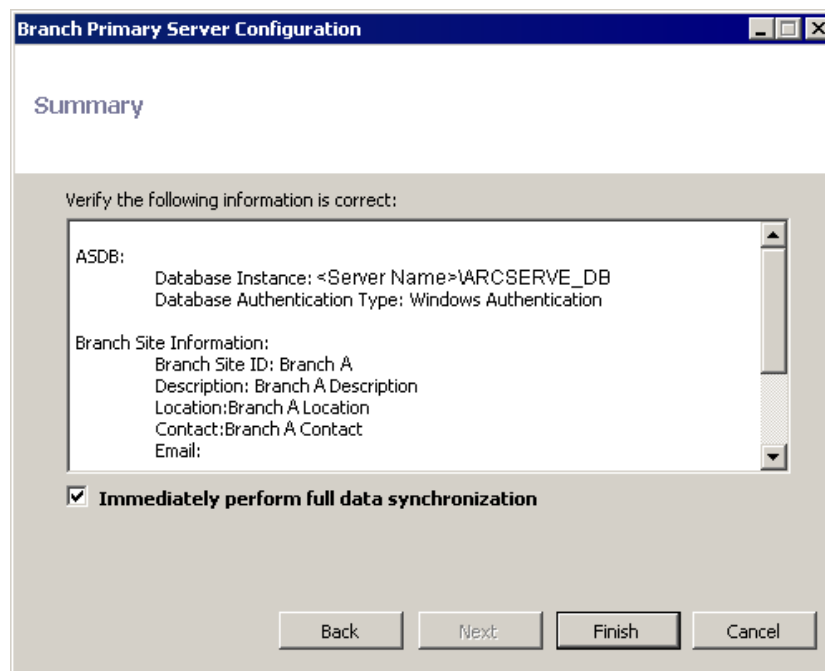 Branch Primary Server Configuration
Summary
Verify the following information is correct:
ASDB:
Database Instance: <Server Name>\ARCSERVE_DB
Database Authentication Type: Windows Authentication
Branch Site Information:
Branch Site ID: Branch A
Description: Branch A Description
Location:Branch A Location
Contact:Branch A Contact
Email:
Immediately perform full data synchronization
Back Next Finish Cancel